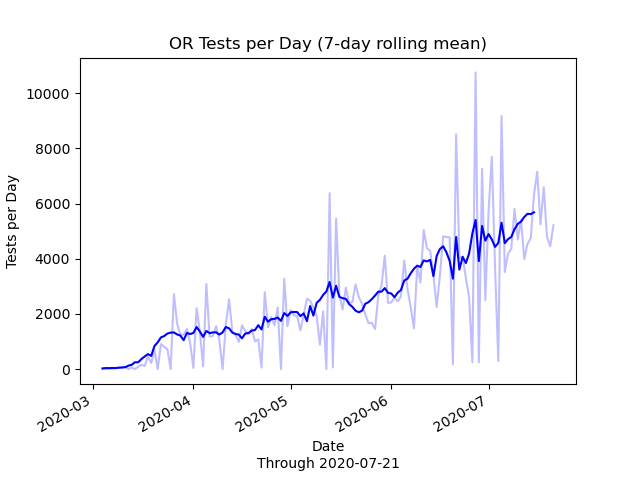 OR Tests per Day (7-day rolling mean)
Tests per Day
10000
8000
6000
4000
2000
0
2020-03
2020-04
2020-05
2020-06
2020-07
Date
Through 2020-07-21